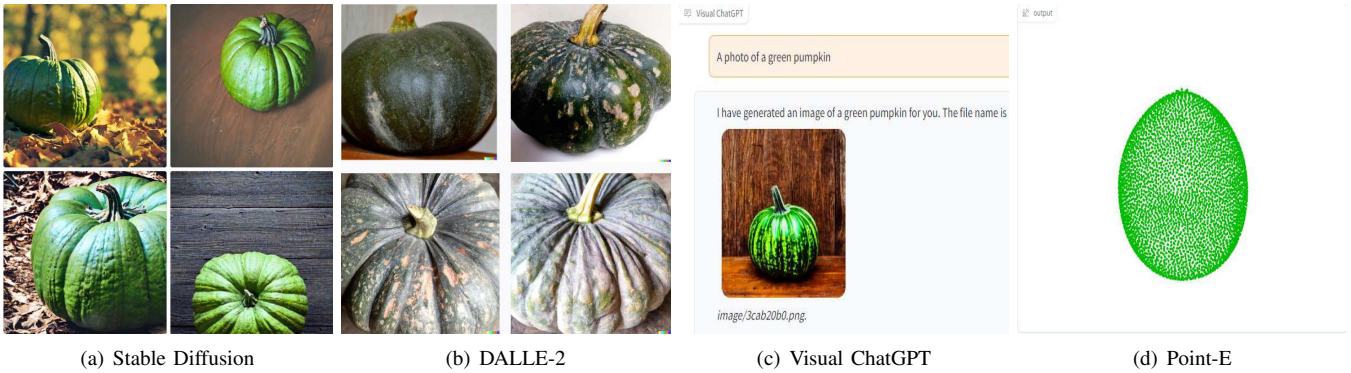 Visual ChatGPT
A photo of a green pumpkin
I have generated an image of a green pumpkin for you. The file name is
image/3cab20b0.png.
output
(a) Stable Diffusion
(b) DALLE-2
(c) Visual ChatGPT
(d) Point-E